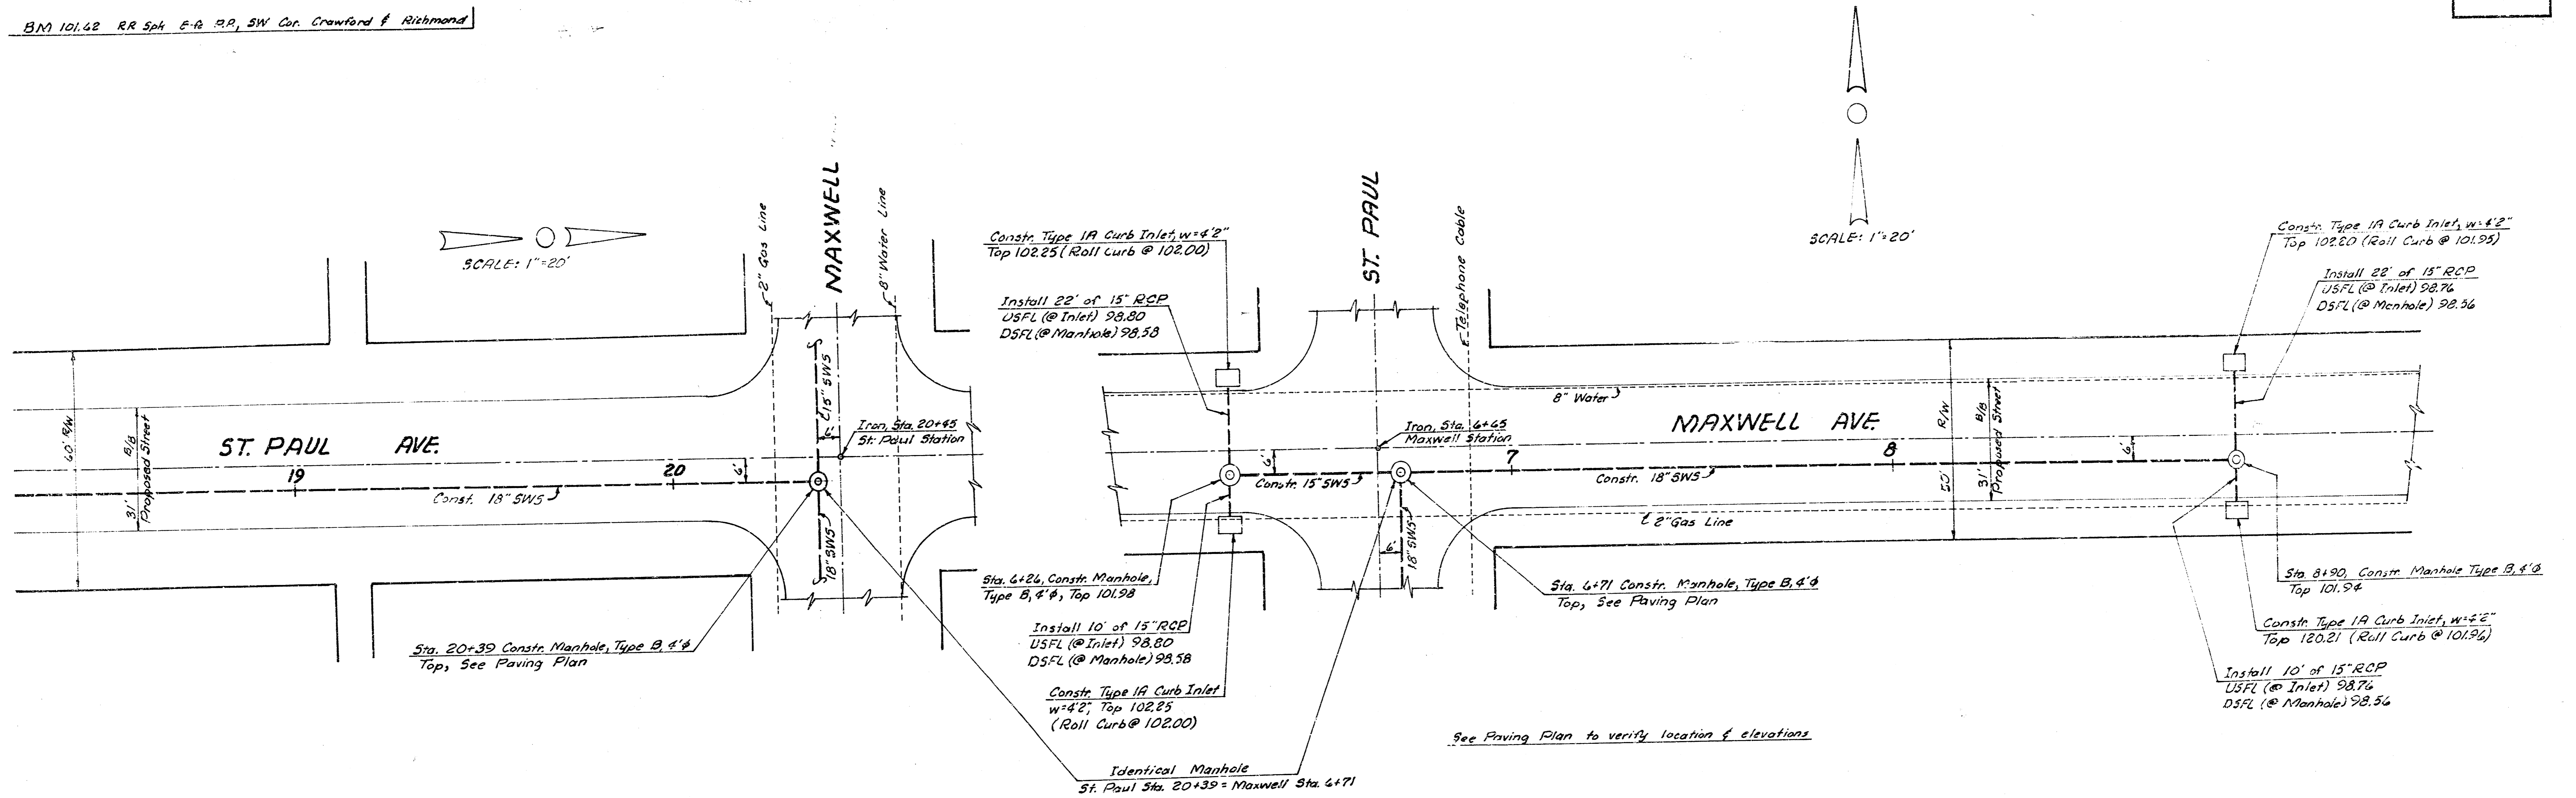 BM 101.62 RR Spk E-fc P.P., SW Cor. Crawford & Richmond
SCALE: 1"=20'
2" Gas Line
MAXWELL
8" Water Line
60' R/W
31' B/B
Proposed Street
ST. PAUL AVE.
19
20
Const. 18" SWS
6'
6'
15" SWS
18" SWS
Iron, Sta. 20+45
St. Paul Station
Sta. 20+39 Constr. Manhole, Type B, 4'ϕ
Top, See Paving Plan
Constr. Type 1A Curb Inlet, w=4'2"
Top 102.25 (Roll Curb @ 102.00)
Install 22' of 15" RCP
USFL (@ Inlet) 98.80
DSFL (@ Manhole) 98.58
Sta. 6+26, Constr. Manhole,
Type B, 4'ϕ, Top 101.98
Install 10' of 15" RCP
USFL (@ Inlet) 98.80
DSFL (@ Manhole) 98.58
Constr. Type 1A Curb Inlet
w=4'2", Top 102.25
(Roll Curb @ 102.00)
Identical Manhole
St. Paul Sta. 20+39 = Maxwell Sta. 6+71
ST. PAUL
Telephone Cable
6'
Constr. 15" SWS
Iron, Sta. 6+65
Maxwell Station
6'
18" SWS
8" Water
MAXWELL AVE.
7
8
Constr. 18" SWS
2" Gas Line
Sta. 6+71 Constr. Manhole, Type B, 4'ϕ
Top, See Paving Plan
See Paving Plan to verify location & elevations
SCALE: 1"=20'
50' R/W
31' B/B
Proposed Street
6'
Constr. Type 1A Curb Inlet, w=4'2"
Top 102.20 (Roll Curb @ 101.95)
Install 22' of 15" RCP
USFL (@ Inlet) 98.76
DSFL (@ Manhole) 98.56
Sta. 8+90, Constr. Manhole Type B, 4'ϕ
Top 101.94
Constr. Type 1A Curb Inlet, w=4'2"
Top 120.21 (Roll Curb @ 101.96)
Install 10' of 15" RCP
USFL (@ Inlet) 98.76
DSFL (@ Manhole) 98.56